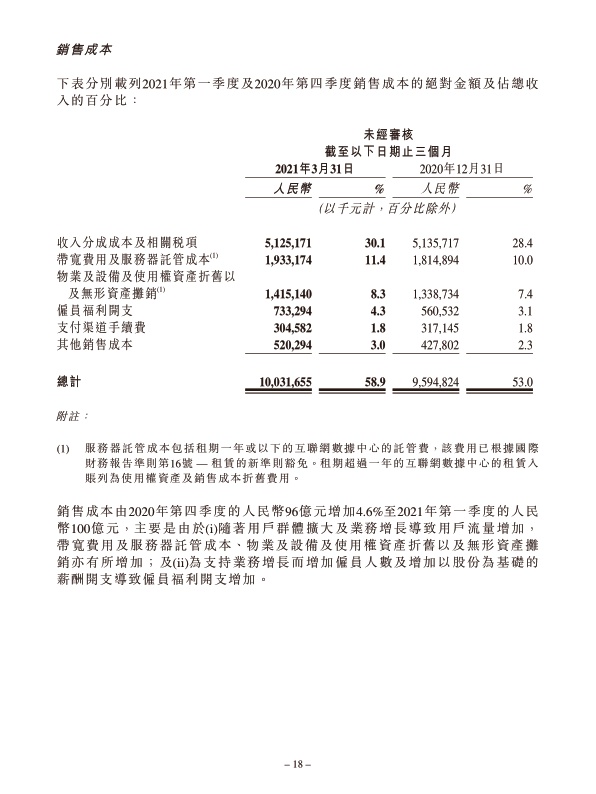 銷售成本
下表分別載列2021年第一季度及2020年第四季度銷售成本的絕對金額及佔總收
入的百分比：
未經審核
截至以下日期止三個月
2021年3月31日 2020年12月31日
人民幣 % 人民幣 %
(以千元計，百分比除外)
收入分成成本及相關稅項 5,125,171 30.1 5,135,717 28.4
帶寬費用及服務器託管成本(1) 1,933,174 11.4 1,814,894 10.0
物業及設備及使用權資產折舊以
及無形資產攤銷(1) 1,415,140 8.3 1,338,734 7.4
僱員福利開支 733,294 4.3 560,532 3.1
支付渠道手續費 304,582 1.8 317,145 1.8
其他銷售成本 520,294 3.0 427,802 2.3
總計 10,031,655 58.9 9,594,824 53.0
附註：
(1) 服務器託管成本包括租期一年或以下的互聯網數據中心的託管費，該費用已根據國際
財務報告準則第16號 — 租賃的新準則豁免。租期超過一年的互聯網數據中心的租賃入
賬列為使用權資產及銷售成本折舊費用。
銷售成本由2020年第四季度的人民幣96億元增加4.6%至2021年第一季度的人民
幣100億元，主要是由於(i)隨著用戶群體擴大及業務增長導致用戶流量增加，
帶寬費用及服務器託管成本、物業及設備及使用權資產折舊以及無形資產攤
銷亦有所增加；及(ii)為支持業務增長而增加僱員人數及增加以股份為基礎的
薪酬開支導致僱員福利開支增加。
– 18 –